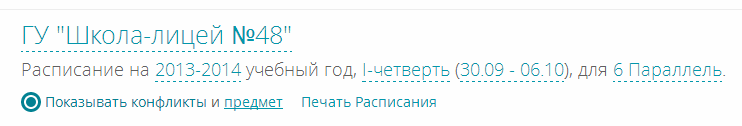 ГУ "Школа-лицей №48"
Расписание на 2013-2014 учебный год, I-четверть (30.09 - 06.10), для 6 Параллель.
Показывать конфликты и предмет Печать Расписания